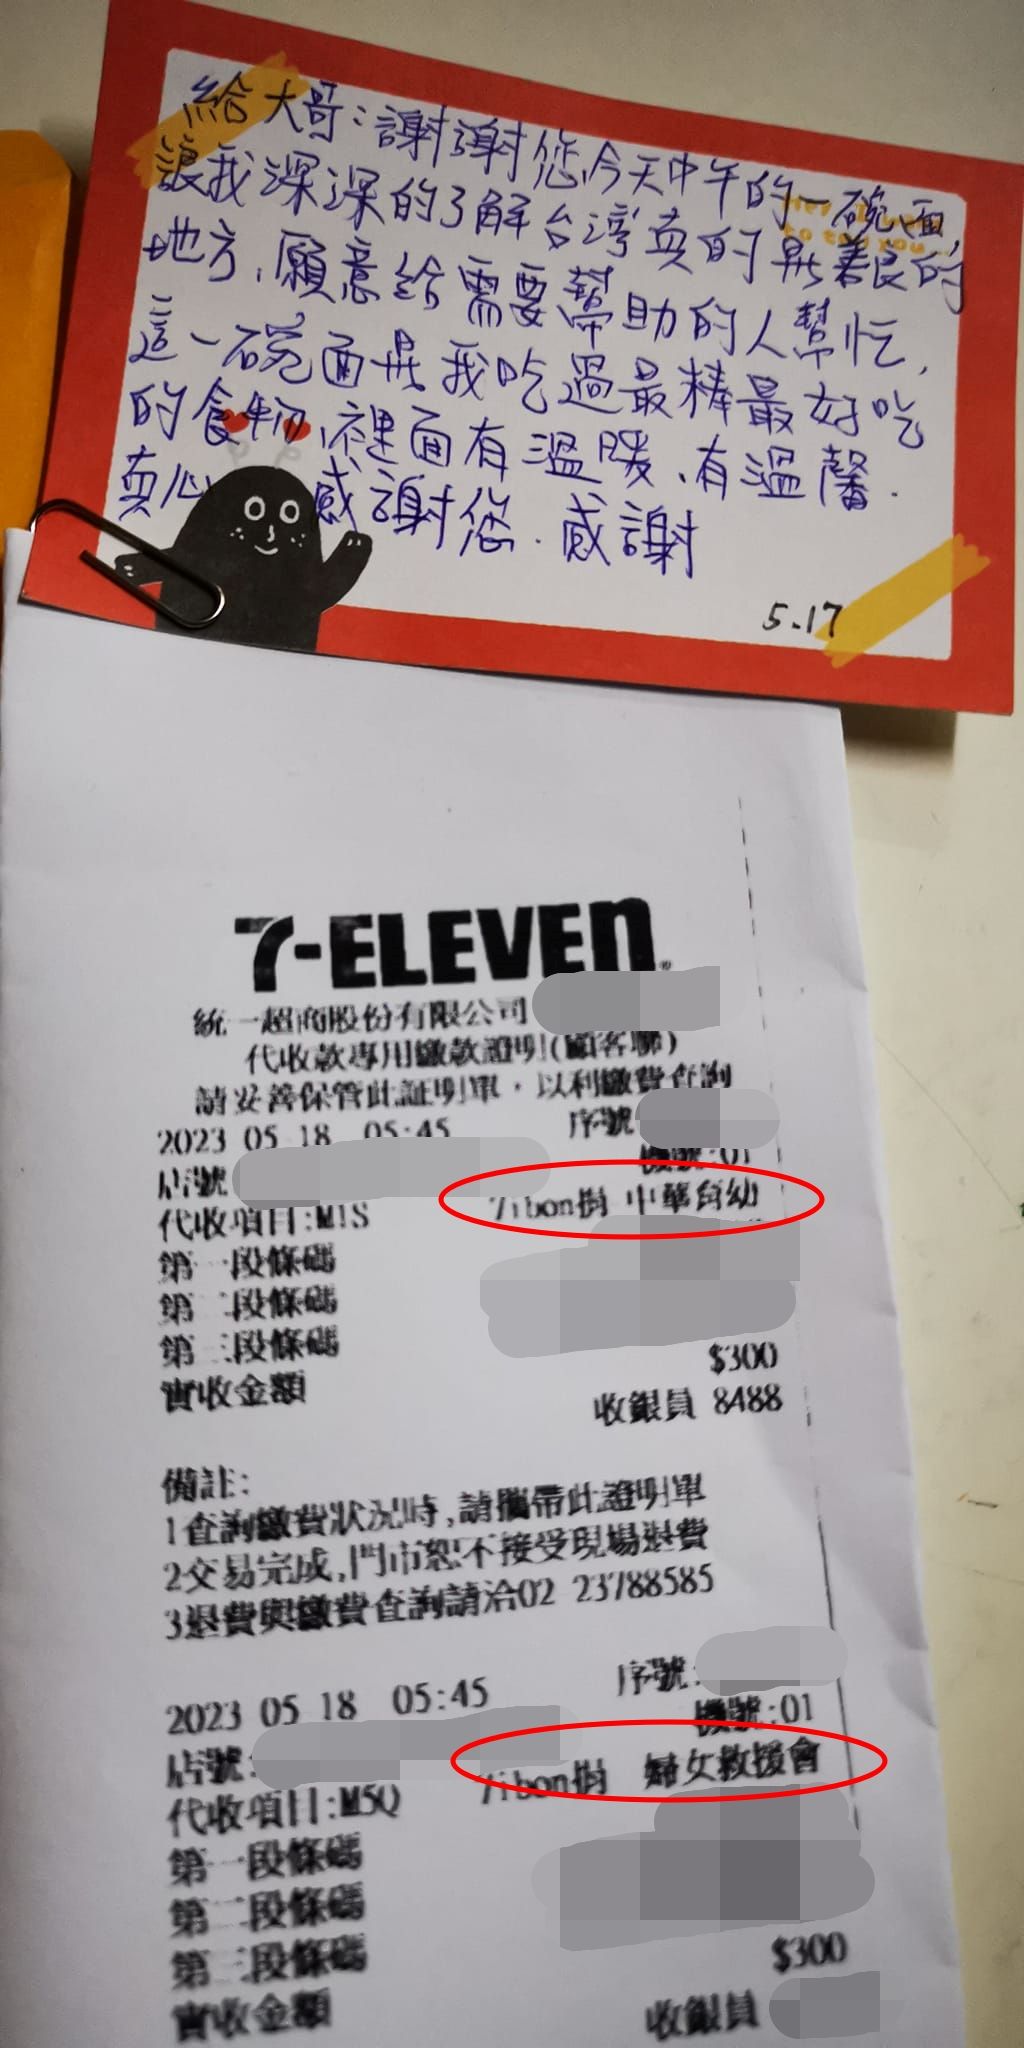 給大哥：謝謝您今天中午的一碗面，
讓我深深的了解台湾真的是善良的
地方、願意給需要幫助的人幫忙，
這一碗面是我吃過最棒最好吃
的食物、裡面有溫暖、有溫馨．
真心 感謝您．感謝
5.17
7-ELEVEN
統一超商股份有限公司
代收款專用繳款證明(顧客聯)
請妥善保管此証明單，以利繳費查詢
2023 05 18 05:45 序號
機號:01
店號
代收項目:M1S 7ibon捐 中華育幼
第一段條碼
第二段條碼
第三段條碼
$300
實收金額
收銀員 8488
備註:
1查詢繳費狀況時,請攜帶此證明單
2交易完成,門市恕不接受現場退費
3退費與繳費查詢請洽02 23788585
2023 05 18 05:45 序號:
機號:01
店號:
代收項目:M5Q 7ibon捐 婦女救援會
第一段條碼
第二段條碼
第三段條碼
$300
實收金額
收銀員